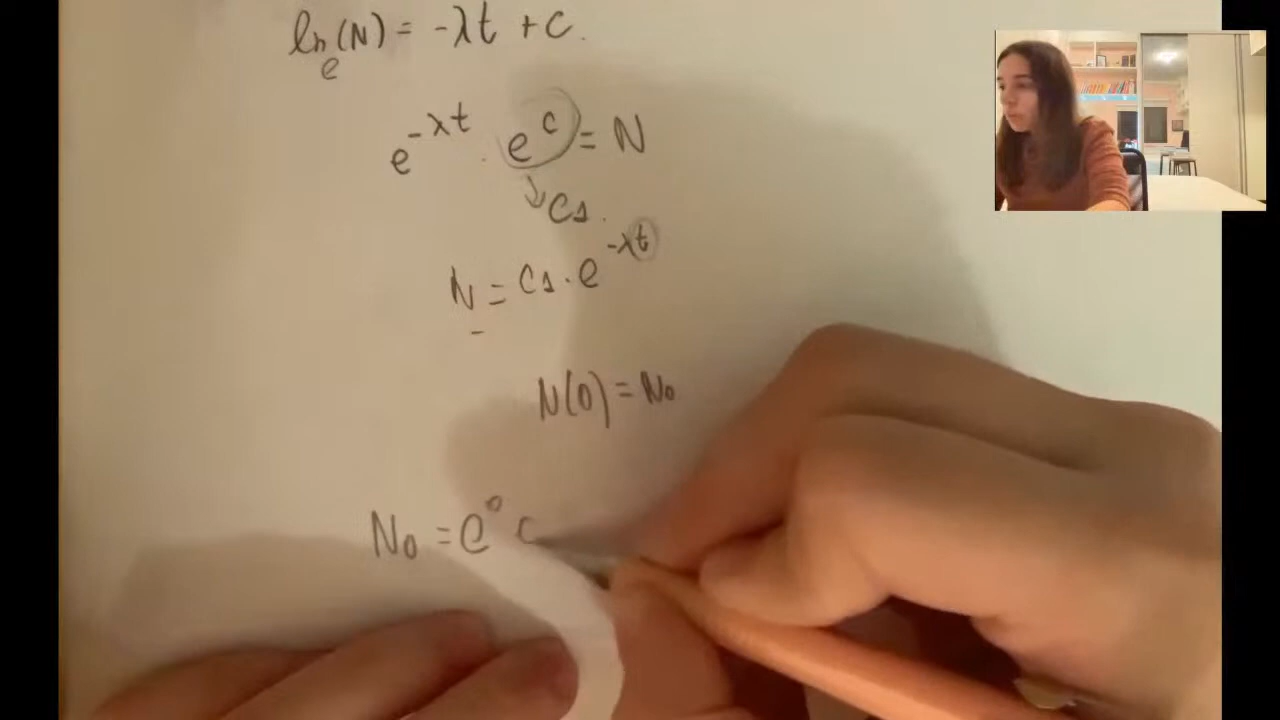 ln(N) = -λt + c.
e
e^-λt · e^c = N
↓ C1.
N = C1 · e^-λt
N(0) = N0
N0 = e^0 c